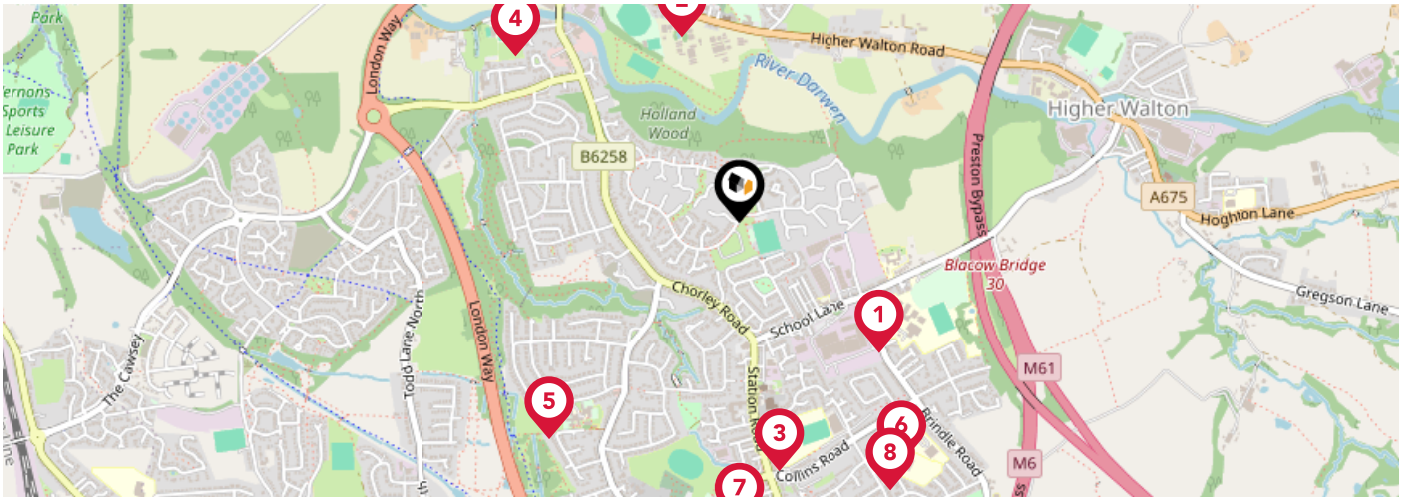 Park
4
London Way
Higher Walton Road
River Darwen
Higher Walton
Sports
Leisure
Park
Holland
Wood
B6258
Preston Bypass
A675
Hoghton Lane
Blacow Bridge
30
Gregson Lane
Chorley Road
School Lane
1
London Way
Todd Lane North
The Cawsey
M61
5
Station Road
3
6
Brindle Road
8
Collins Road
7
M6